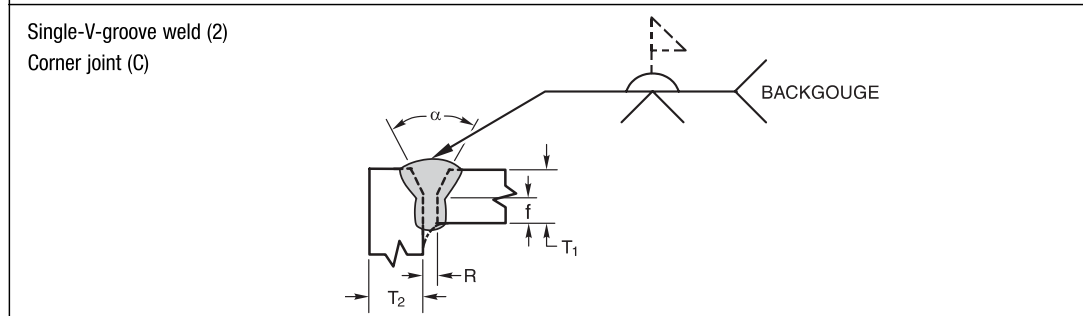 Single-V-groove weld (2)
Corner joint (C)
BACKGOUGE
α
f
T₁
R
T₂